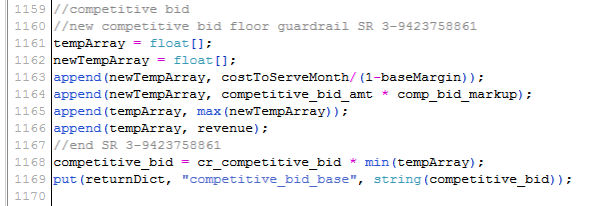 1159 //competitive bid
1160 //new competitive bid floor guardrail SR 3-9423758861
1161 tempArray = float[];
1162 newTempArray = float[];
1163 append(newTempArray, costToServeMonth/(1-baseMargin));
1164 append(newTempArray, competitive_bid_amt * comp_bid_markup);
1165 append(tempArray, max(newTempArray));
1166 append(tempArray, revenue);
1167 //end SR 3-9423758861
1168 competitive_bid = cr_competitive_bid * min(tempArray);
1169 put(returnDict, "competitive_bid_base", string(competitive_bid));
1170